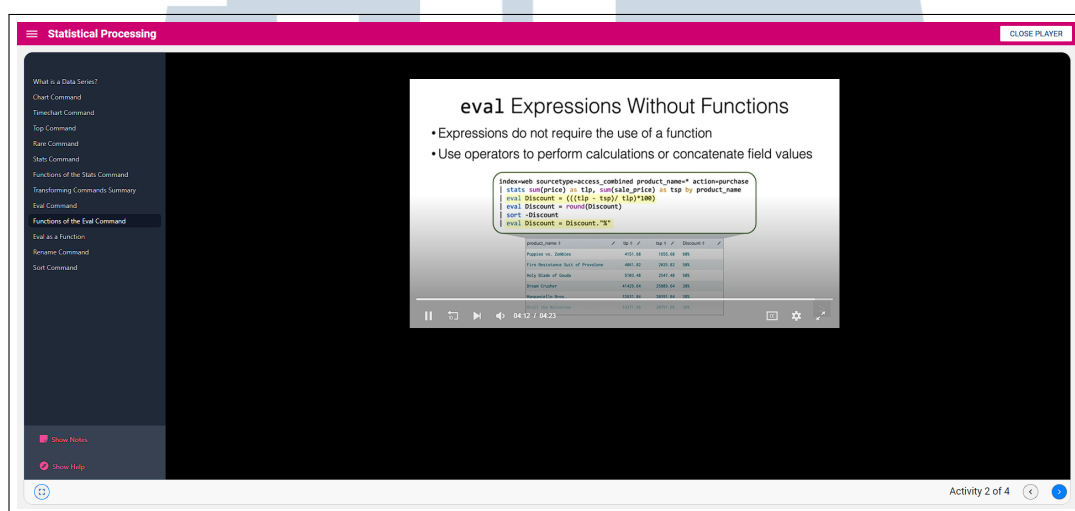 Statistical Processing
CLOSE PLAYER
What is a Data Series?
Chart Command
Timechart Command
Top Command
Rare Command
Stats Command
Functions of the Stats Command
Transforming Commands Summary
Eval Command
Functions of the Eval Command
Eval as a Function
Rename Command
Sort Command
Show Notes
Show Help
eval Expressions Without Functions
• Expressions do not require the use of a function
• Use operators to perform calculations or concatenate field values
index=web sourcetype=access_combined product_name=* action=purchase
| stats sum(price) as tlp, sum(sale_price) as tsp by product_name
| eval Discount = (((tlp - tsp)/ tlp)*100)
| eval Discount = round(Discount)
| sort -Discount
| eval Discount = Discount."%"
product_name tlp tsp Discount
Puppies vs. Zombies
Fire Resistance Suit of Provolone
Holy Blade of Gouda
Dream Crusher
04:12 / 04:23
Activity 2 of 4